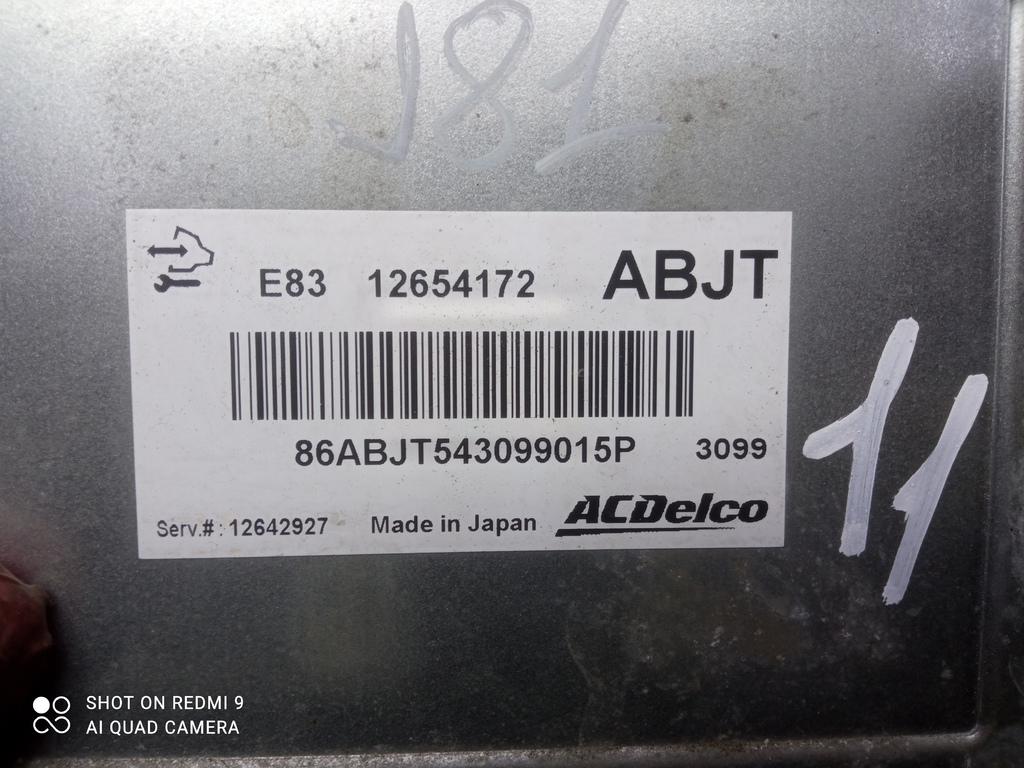 181
E83 12654172 ABJT
86ABJT543099015P 3099
Serv.#: 12642927 Made in Japan ACDelco
11
SHOT ON REDMI 9
AI QUAD CAMERA